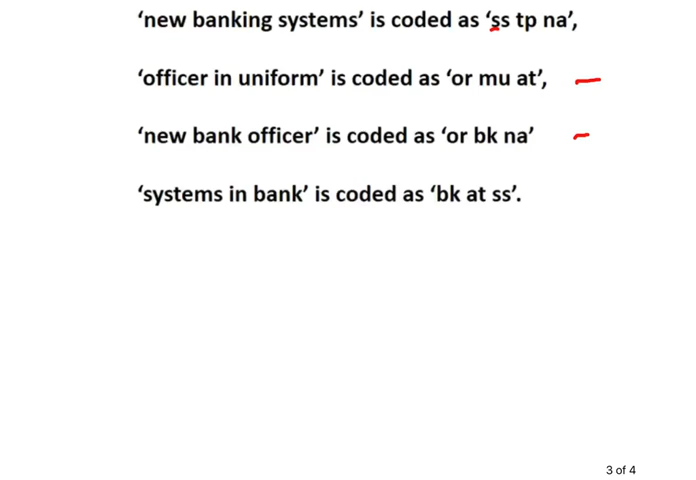 ‘new banking systems’ is coded as ‘ss tp na’,
‘officer in uniform’ is coded as ‘or mu at’,
‘new bank officer’ is coded as ‘or bk na’
‘systems in bank’ is coded as ‘bk at ss’.
3 of 4